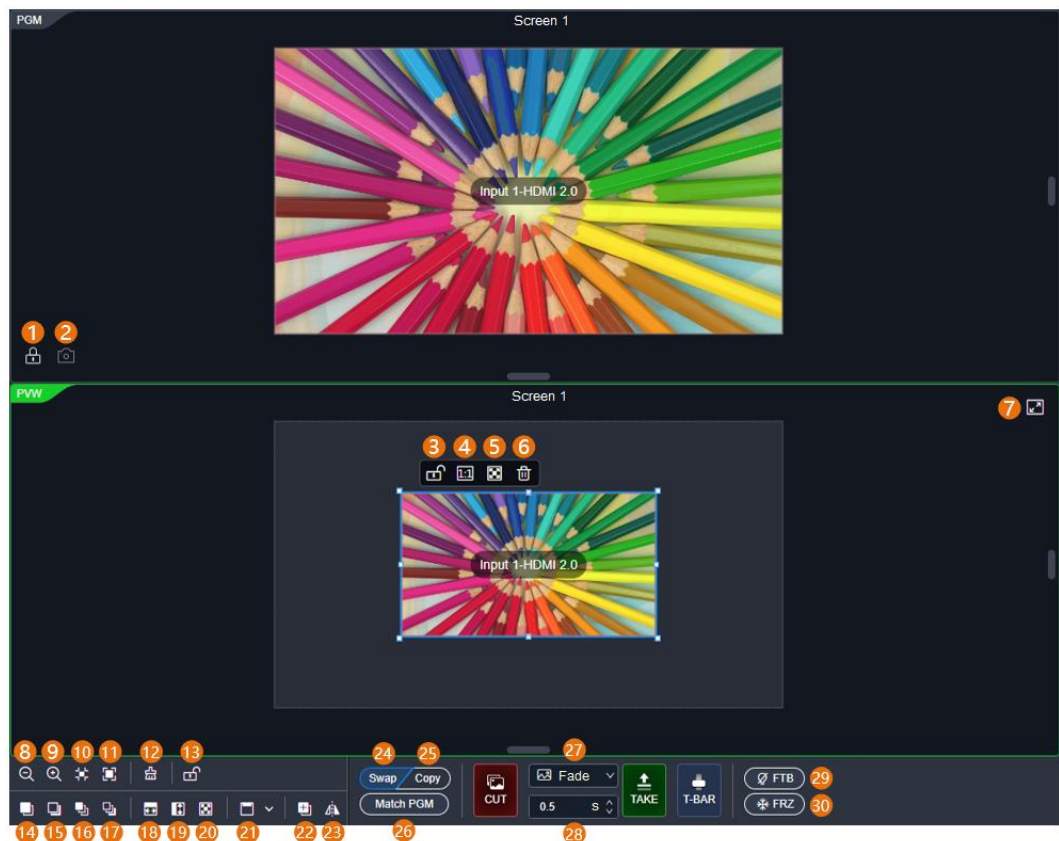 PGM
Screen 1
Input 1-HDMI 2.0
1 2
PVW
Screen 1
7
3 4 5 6
1:1
Input 1-HDMI 2.0
8 9 10 11 12 13
24 25 27
Swap Copy
Match PGM
CUT
Fade
0.5 S
TAKE
T-BAR
FTB 29
FRZ 30
14 15 16 17 18 19 20 21 22 23
26 28